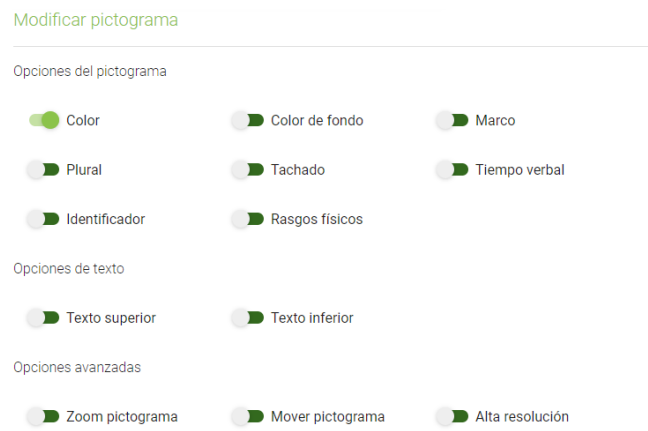 Modificar pictograma
Opciones del pictograma
Color
Color de fondo
Marco
Plural
Tachado
Tiempo verbal
Identificador
Rasgos físicos
Opciones de texto
Texto superior
Texto inferior
Opciones avanzadas
Zoom pictograma
Mover pictograma
Alta resolución